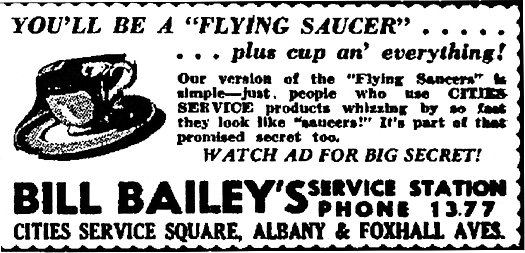 YOU'LL BE A "FLYING SAUCER" . . . . .
. . . plus cup an' everything!
Our version of the "Flying Saucers" is
simple—just. people who use CITIES
SERVICE products whizzing by so fast
they look like "saucers!" It's part of that
promised secret too.
WATCH AD FOR BIG SECRET!
BILL BAILEY'S SERVICE STATION
PHONE 13.77
CITIES SERVICE SQUARE, ALBANY & FOXHALL AVES.